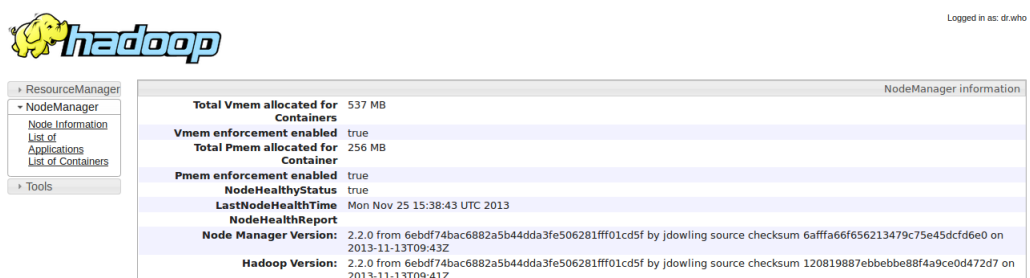 hadoop
Logged in as: dr.who
ResourceManager
NodeManager
Node Information
List of
Applications
List of Containers
Tools
NodeManager information
Total Vmem allocated for 537 MB
Containers
Vmem enforcement enabled true
Total Pmem allocated for 256 MB
Container
Pmem enforcement enabled true
NodeHealthyStatus true
LastNodeHealthTime Mon Nov 25 15:38:43 UTC 2013
NodeHealthReport
Node Manager Version: 2.2.0 from 6ebdf74bac6882a5b44dda3fe506281fff01cd5f by jdowling source checksum 6afffa66f656213479c75e45dcfd6e0 on
2013-11-13T09:43Z
Hadoop Version: 2.2.0 from 6ebdf74bac6882a5b44dda3fe506281fff01cd5f by jdowling source checksum 120819887ebbebbe88f4a9ce0d472d7 on
2013-11-13T09:41Z